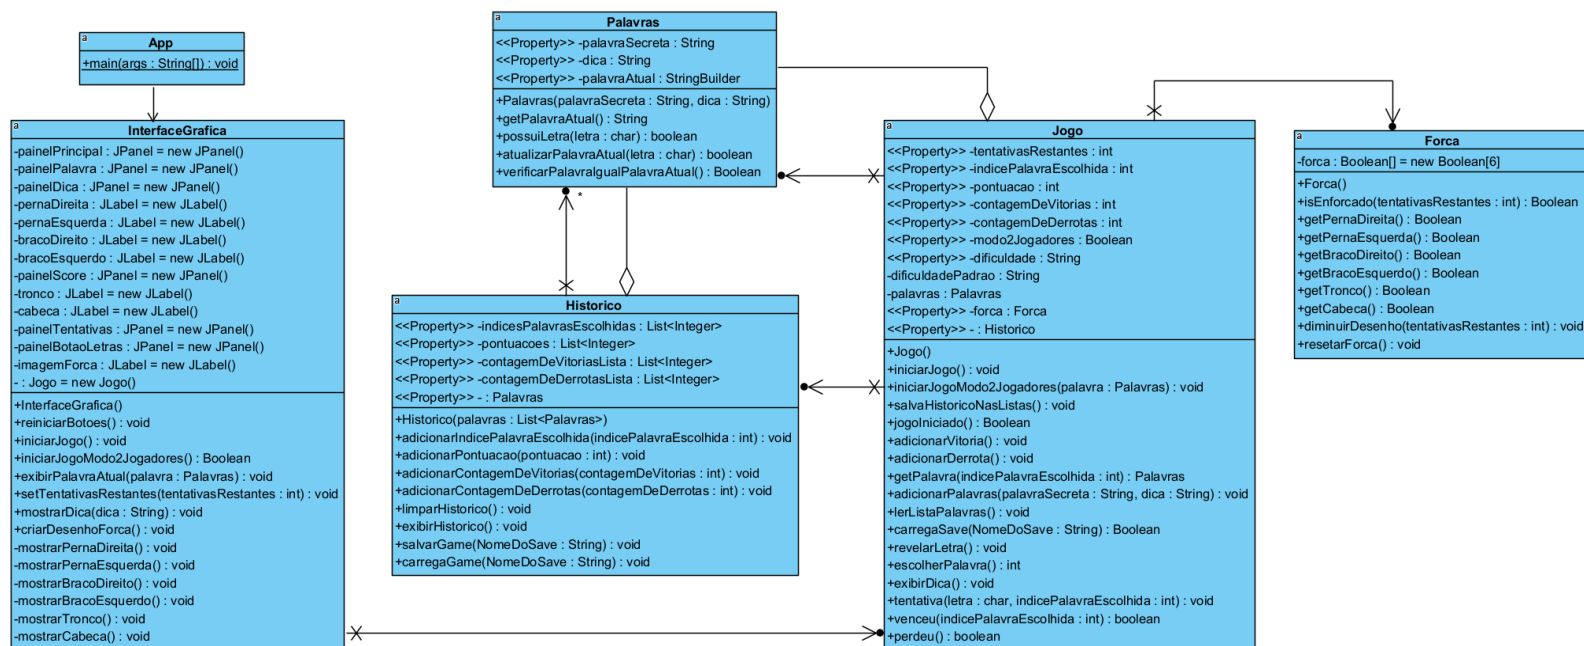 a
App
+main(args : String[]) : void
a
InterfaceGrafica
-painelPrincipal : JPanel = new JPanel()
-painelPalavra : JPanel = new JPanel()
-painelDica : JPanel = new JPanel()
-pernaDireita : JLabel = new JLabel()
-pernaEsquerda : JLabel = new JLabel()
-bracoDireito : JLabel = new JLabel()
-bracoEsquerdo : JLabel = new JLabel()
-painelScore : JPanel = new JPanel()
-tronco : JLabel = new JLabel()
-cabeca : JLabel = new JLabel()
-painelTentativas : JPanel = new JPanel()
-painelBotaoLetras : JPanel = new JPanel()
-imagemForca : JLabel = new JLabel()
- : Jogo = new Jogo()
+InterfaceGrafica()
+reiniciarBotoes() : void
+iniciarJogo() : void
+iniciarJogoModo2Jogadores() : Boolean
+exibirPalavraAtual(palavra : Palavras) : void
+setTentativasRestantes(tentativasRestantes : int) : void
+mostrarDica(dica : String) : void
+criarDesenhoForca() : void
-mostrarPernaDireita() : void
-mostrarPernaEsquerda() : void
-mostrarBracoDireito() : void
-mostrarBracoEsquerdo() : void
-mostrarTronco() : void
-mostrarCabeca() : void
a
Palavras
<<Property>> -palavraSecreta : String
<<Property>> -dica : String
<<Property>> -palavraAtual : StringBuilder
+Palavras(palavraSecreta : String, dica : String)
+getPalavraAtual() : String
+possuiLetra(letra : char) : boolean
+atualizarPalavraAtual(letra : char) : boolean
+verificarPalavraIgualPalavraAtual() : Boolean
*
a
Historico
<<Property>> -indicesPalavrasEscolhidas : List<Integer>
<<Property>> -pontuacoes : List<Integer>
<<Property>> -contagemDeVitoriasLista : List<Integer>
<<Property>> -contagemDeDerrotasLista : List<Integer>
<<Property>> - : Palavras
+Historico(palavras : List<Palavras>)
+adicionarIndicePalavraEscolhida(indicePalavraEscolhida : int) : void
+adicionarPontuacao(pontuacao : int) : void
+adicionarContagemDeVitorias(contagemDeVitorias : int) : void
+adicionarContagemDeDerrotas(contagemDeDerrotas : int) : void
+limparHistorico() : void
+exibirHistorico() : void
+salvarGame(NomeDoSave : String) : void
+carregaGame(NomeDoSave : String) : void
a
Jogo
<<Property>> -tentativasRestantes : int
<<Property>> -indicePalavraEscolhida : int
<<Property>> -pontuacao : int
<<Property>> -contagemDeVitorias : int
<<Property>> -contagemDeDerrotas : int
<<Property>> -modo2Jogadores : Boolean
<<Property>> -dificuldade : String
-dificuldadePadrao : String
-palavras : Palavras
<<Property>> -forca : Forca
<<Property>> - : Historico
+Jogo()
+iniciarJogo() : void
+iniciarJogoModo2Jogadores(palavra : Palavras) : void
+salvaHistoricoNasListas() : void
+jogoIniciado() : Boolean
+adicionarVitoria() : void
+adicionarDerrota() : void
+getPalavra(indicePalavraEscolhida : int) : Palavras
+adicionarPalavras(palavraSecreta : String, dica : String) : void
+lerListaPalavras() : void
+carregaSave(NomeDoSave : String) : Boolean
+revelarLetra() : void
+escolherPalavra() : int
+exibirDica() : void
+tentativa(letra : char, indicePalavraEscolhida : int) : void
+venceu(indicePalavraEscolhida : int) : boolean
+perdeu() : boolean
a
Forca
-forca : Boolean[] = new Boolean[6]
+Forca()
+isEnforcado(tentativasRestantes : int) : Boolean
+getPernaDireita() : Boolean
+getPernaEsquerda() : Boolean
+getBracoDireito() : Boolean
+getBracoEsquerdo() : Boolean
+getTronco() : Boolean
+getCabeca() : Boolean
+diminuirDesenho(tentativasRestantes : int) : void
+resetarForca() : void